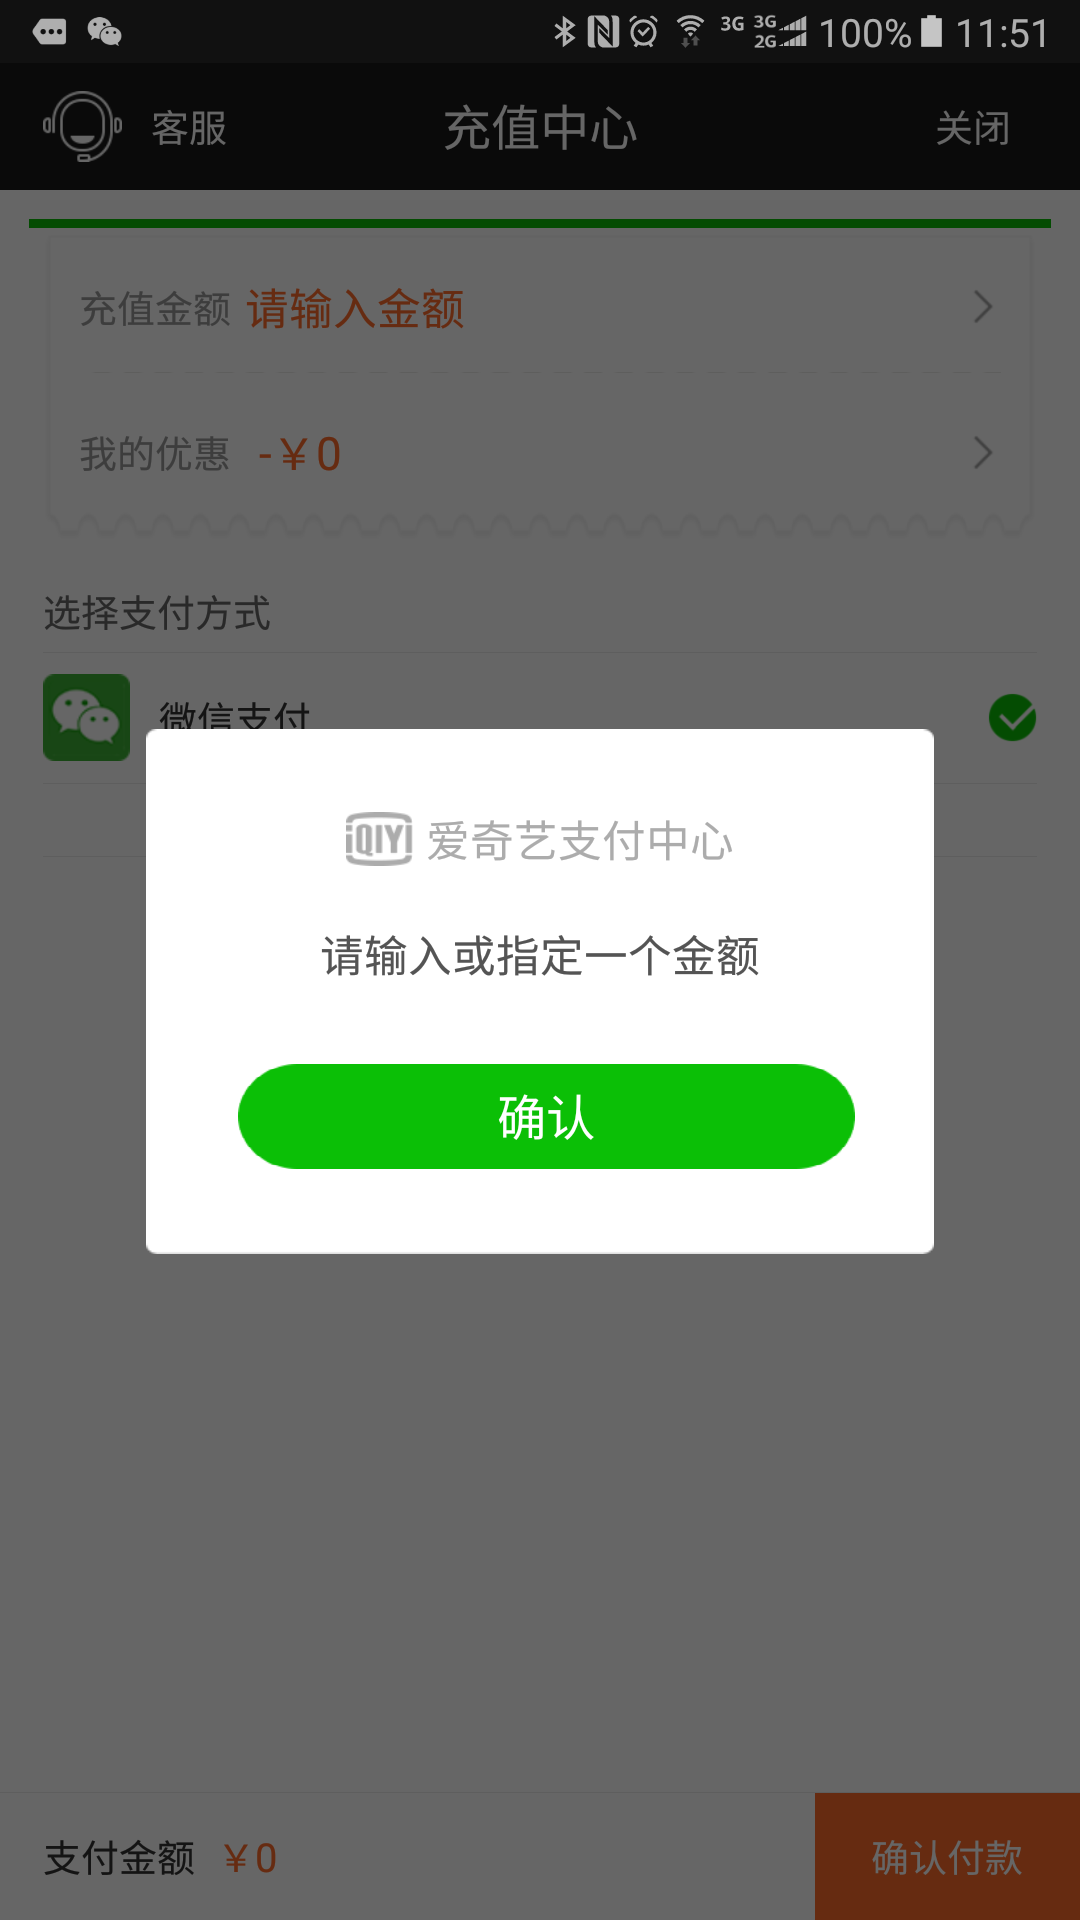 3G 3G 2G 100% 11:51
客服 充值中心 关闭
充值金额 请输入金额
我的优惠 -￥0
选择支付方式
微信支付
iQIYI 爱奇艺支付中心
请输入或指定一个金额
确认
支付金额 ￥0 确认付款